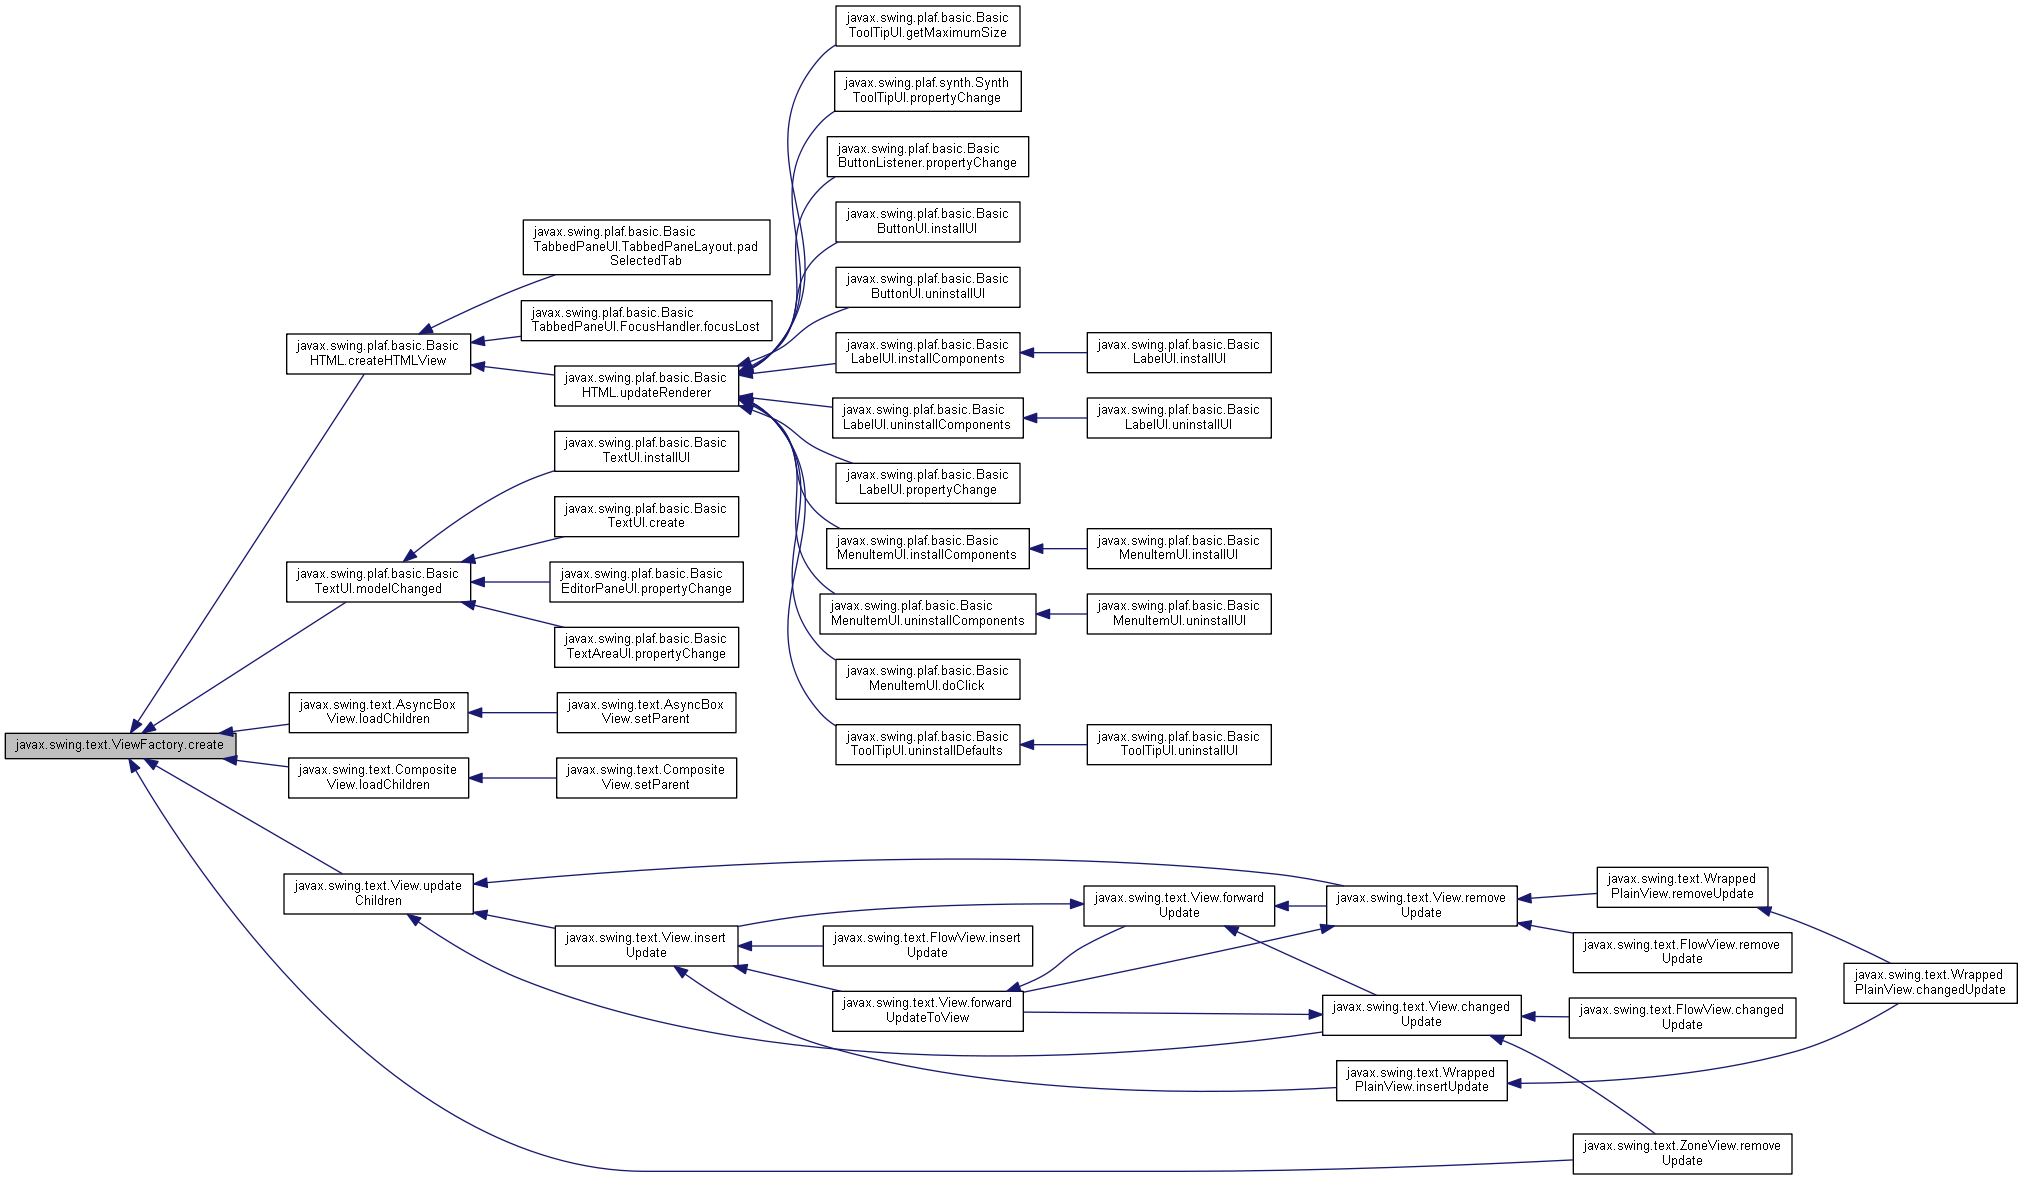 javax.swing.plaf.basic.Basic
ToolTipUI.getMaximumSize
javax.swing.plaf.synth.Synth
ToolTipUI.propertyChange
javax.swing.plaf.basic.Basic
ButtonListener.propertyChange
javax.swing.plaf.basic.Basic
ButtonUI.installUI
javax.swing.plaf.basic.Basic
TabbedPaneUI.TabbedPaneLayout.pad
SelectedTab
javax.swing.plaf.basic.Basic
ButtonUI.uninstallUI
javax.swing.plaf.basic.Basic
TabbedPaneUI.FocusHandler.focusLost
javax.swing.plaf.basic.Basic
HTML.createHTMLView
javax.swing.plaf.basic.Basic
LabelUI.installComponents
javax.swing.plaf.basic.Basic
LabelUI.installUI
javax.swing.plaf.basic.Basic
HTML.updateRenderer
javax.swing.plaf.basic.Basic
LabelUI.uninstallComponents
javax.swing.plaf.basic.Basic
LabelUI.uninstallUI
javax.swing.plaf.basic.Basic
TextUI.installUI
javax.swing.plaf.basic.Basic
LabelUI.propertyChange
javax.swing.plaf.basic.Basic
TextUI.create
javax.swing.plaf.basic.Basic
MenuItemUI.installComponents
javax.swing.plaf.basic.Basic
MenuItemUI.installUI
javax.swing.plaf.basic.Basic
TextUI.modelChanged
javax.swing.plaf.basic.Basic
EditorPaneUI.propertyChange
javax.swing.plaf.basic.Basic
MenuItemUI.uninstallComponents
javax.swing.plaf.basic.Basic
MenuItemUI.uninstallUI
javax.swing.plaf.basic.Basic
TextAreaUI.propertyChange
javax.swing.plaf.basic.Basic
MenuItemUI.doClick
javax.swing.text.AsyncBox
View.loadChildren
javax.swing.text.AsyncBox
View.setParent
javax.swing.plaf.basic.Basic
ToolTipUI.uninstallDefaults
javax.swing.plaf.basic.Basic
ToolTipUI.uninstallUI
javax.swing.text.ViewFactory.create
javax.swing.text.Composite
View.loadChildren
javax.swing.text.Composite
View.setParent
javax.swing.text.View.update
Children
javax.swing.text.View.forward
Update
javax.swing.text.View.remove
Update
javax.swing.text.Wrapped
PlainView.removeUpdate
javax.swing.text.View.insert
Update
javax.swing.text.FlowView.insert
Update
javax.swing.text.FlowView.remove
Update
javax.swing.text.Wrapped
PlainView.changedUpdate
javax.swing.text.View.forward
UpdateToView
javax.swing.text.View.changed
Update
javax.swing.text.FlowView.changed
Update
javax.swing.text.Wrapped
PlainView.insertUpdate
javax.swing.text.ZoneView.remove
Update